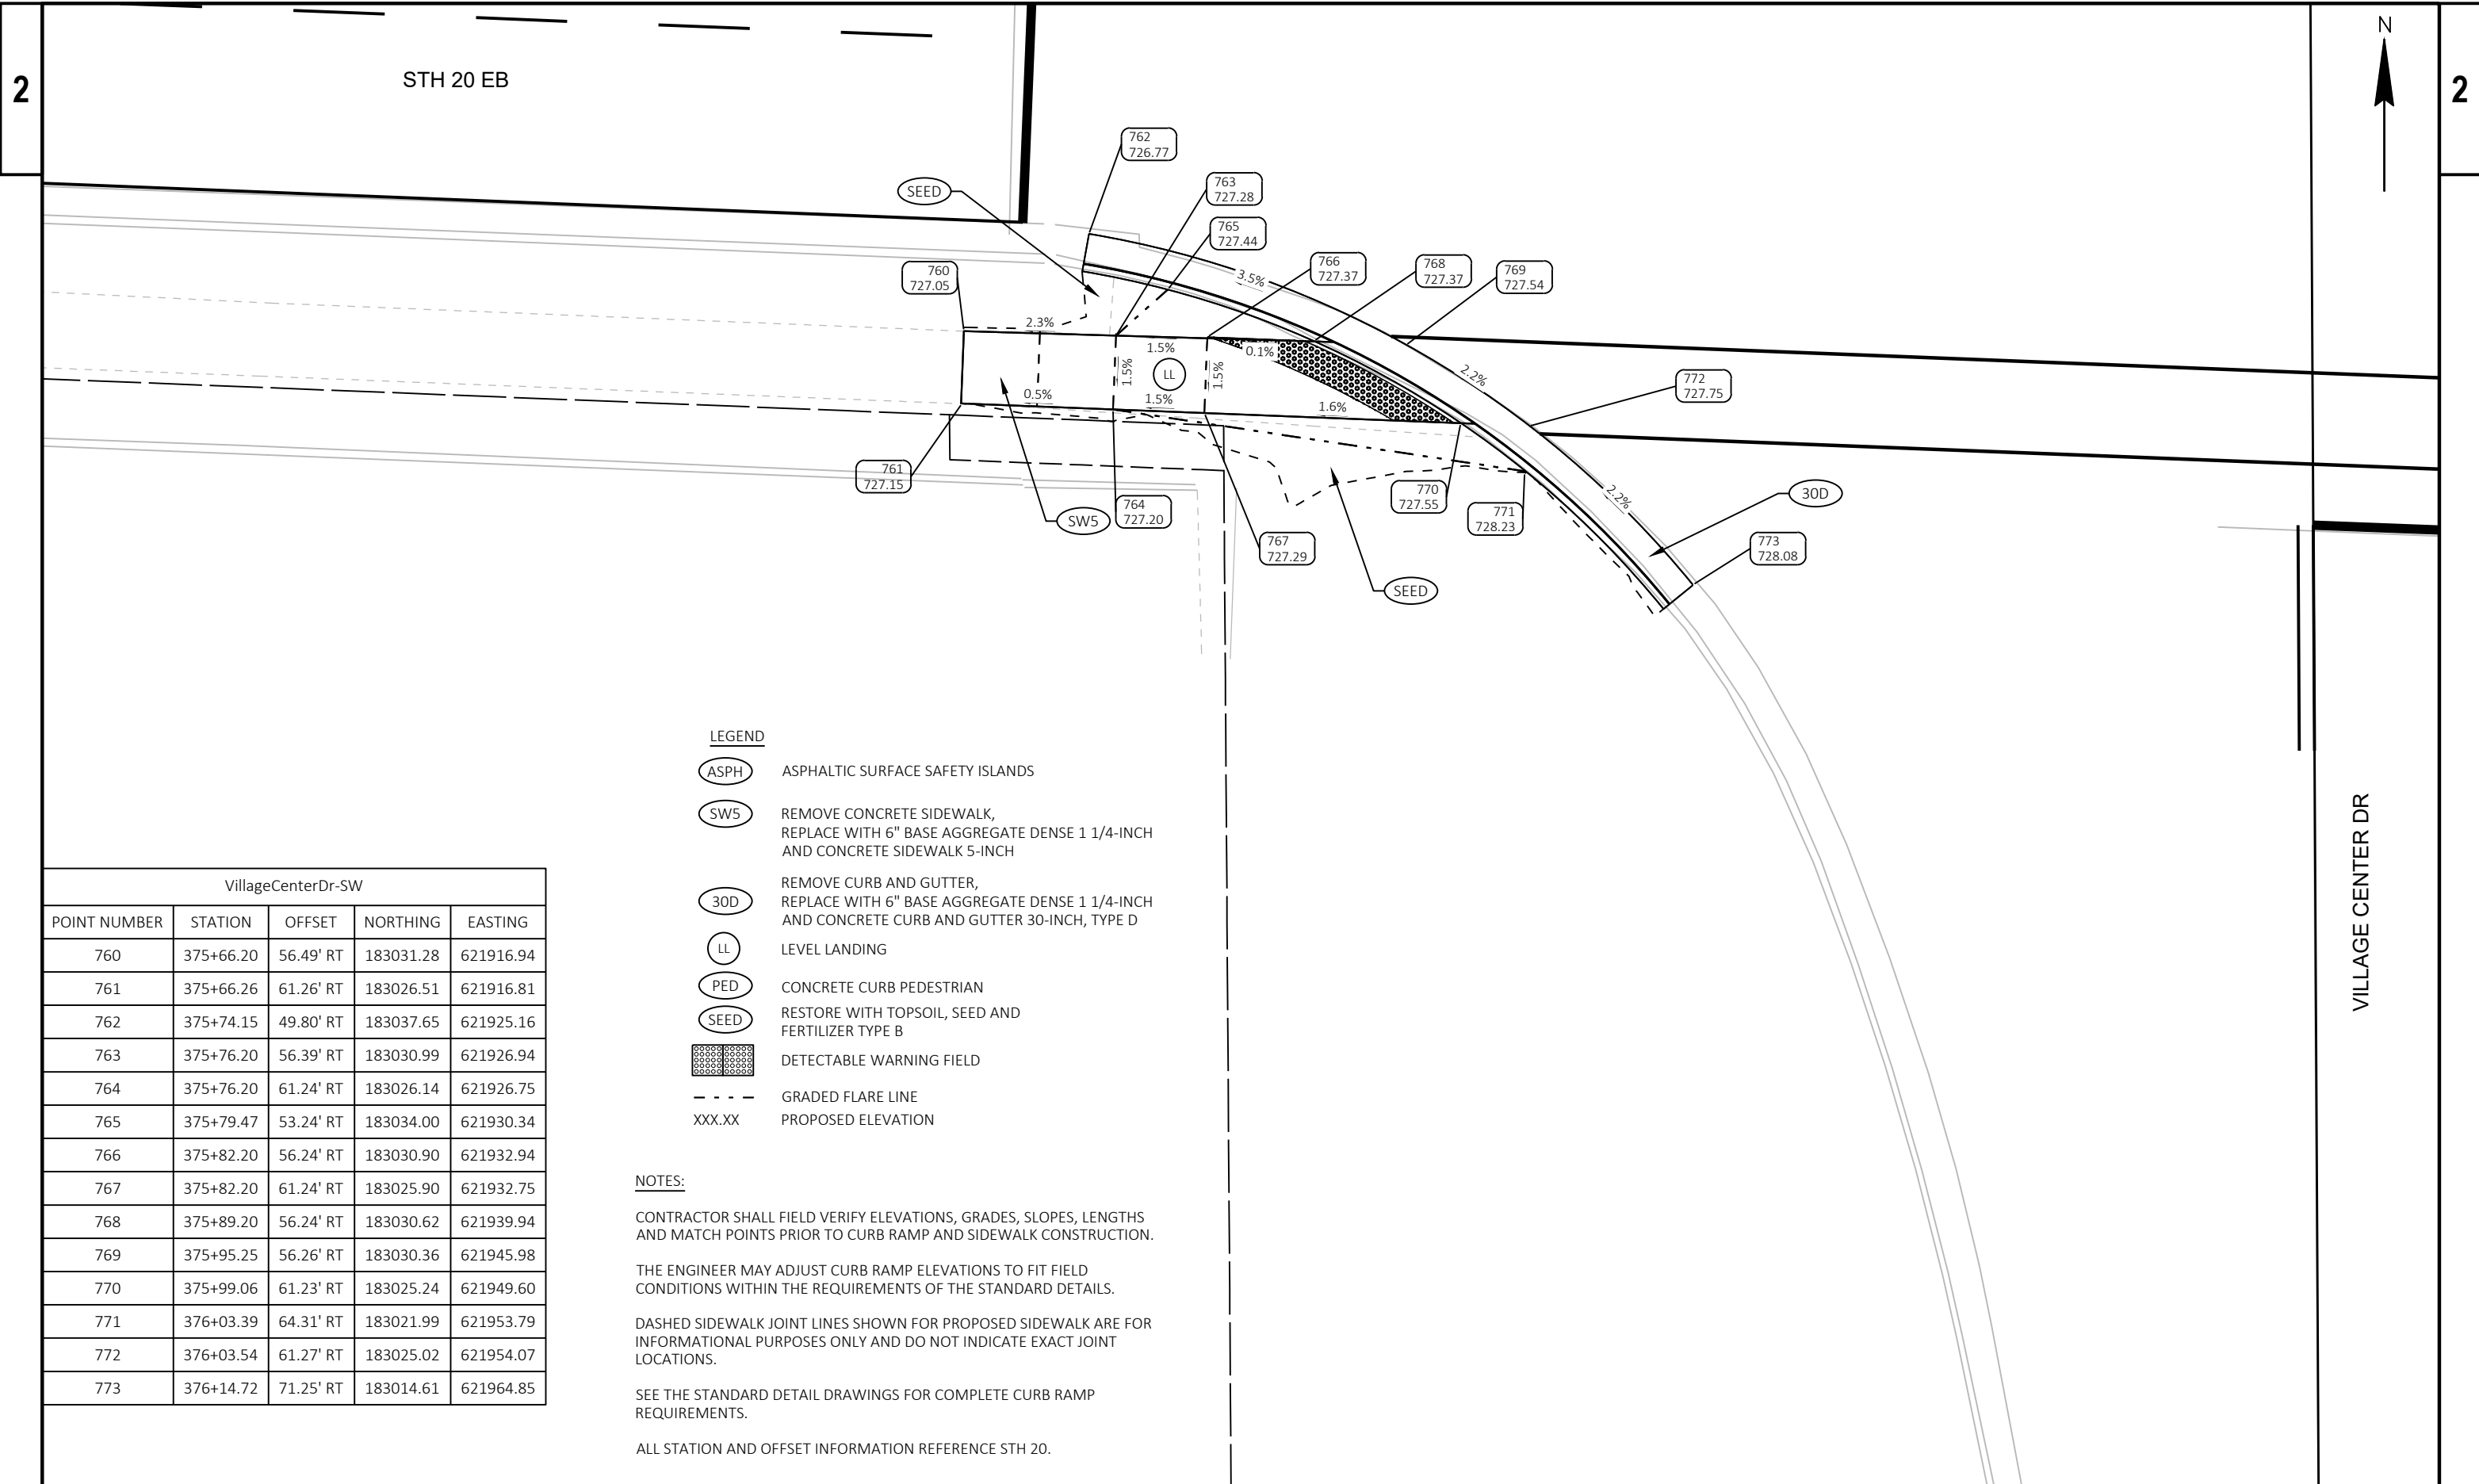 2
2
N
STH 20 EB
762
726.77
SEED
763
727.28
765
727.44
760
727.05
766
727.37
768
727.37
769
727.54
3.5%
2.3%
1.5%
0.1%
1.5%
LL
1.5%
2.2%
772
727.75
0.5%
1.5%
1.6%
761
727.15
SW5
764
727.20
770
727.55
771
728.23
2.2%
30D
767
727.29
773
728.08
SEED
VILLAGE CENTER DR
LEGEND
ASPH ASPHALTIC SURFACE SAFETY ISLANDS
SW5 REMOVE CONCRETE SIDEWALK,
REPLACE WITH 6" BASE AGGREGATE DENSE 1 1/4-INCH
AND CONCRETE SIDEWALK 5-INCH
REMOVE CURB AND GUTTER,
30D REPLACE WITH 6" BASE AGGREGATE DENSE 1 1/4-INCH
AND CONCRETE CURB AND GUTTER 30-INCH, TYPE D
LL LEVEL LANDING
PED CONCRETE CURB PEDESTRIAN
SEED RESTORE WITH TOPSOIL, SEED AND
FERTILIZER TYPE B
DETECTABLE WARNING FIELD
GRADED FLARE LINE
XXX.XX PROPOSED ELEVATION
NOTES:
CONTRACTOR SHALL FIELD VERIFY ELEVATIONS, GRADES, SLOPES, LENGTHS
AND MATCH POINTS PRIOR TO CURB RAMP AND SIDEWALK CONSTRUCTION.
THE ENGINEER MAY ADJUST CURB RAMP ELEVATIONS TO FIT FIELD
CONDITIONS WITHIN THE REQUIREMENTS OF THE STANDARD DETAILS.
DASHED SIDEWALK JOINT LINES SHOWN FOR PROPOSED SIDEWALK ARE FOR
INFORMATIONAL PURPOSES ONLY AND DO NOT INDICATE EXACT JOINT
LOCATIONS.
SEE THE STANDARD DETAIL DRAWINGS FOR COMPLETE CURB RAMP
REQUIREMENTS.
ALL STATION AND OFFSET INFORMATION REFERENCE STH 20.
VillageCenterDr-SW
POINT NUMBER STATION OFFSET NORTHING EASTING
760 375+66.20 56.49' RT 183031.28 621916.94
761 375+66.26 61.26' RT 183026.51 621916.81
762 375+74.15 49.80' RT 183037.65 621925.16
763 375+76.20 56.39' RT 183030.99 621926.94
764 375+76.20 61.24' RT 183026.14 621926.75
765 375+79.47 53.24' RT 183034.00 621930.34
766 375+82.20 56.24' RT 183030.90 621932.94
767 375+82.20 61.24' RT 183025.90 621932.75
768 375+89.20 56.24' RT 183030.62 621939.94
769 375+95.25 56.26' RT 183030.36 621945.98
770 375+99.06 61.23' RT 183025.24 621949.60
771 376+03.39 64.31' RT 183021.99 621953.79
772 376+03.54 61.27' RT 183025.02 621954.07
773 376+14.72 71.25' RT 183014.61 621964.85